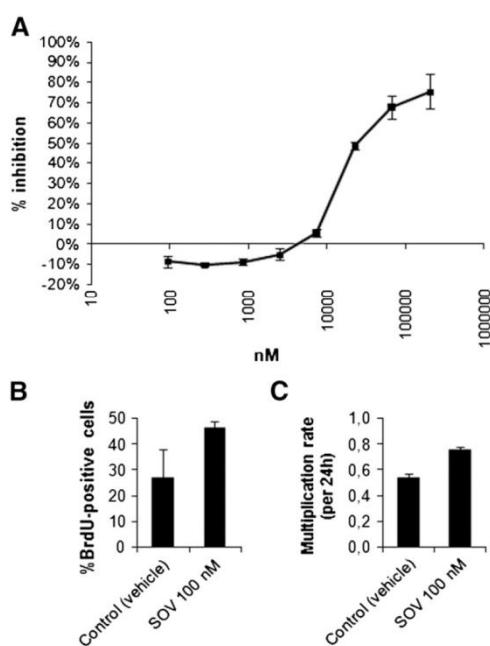 A
100%
90%
80%
70%
60%
50%
40%
30%
20%
10%
0%
-10%
-20%
% inhibition
10
100
1000
10000
100000
1000000
nM
B
% BrdU-positive cells
50
40
30
20
10
0
Control (vehicle)
SOV 100 nM
C
Multiplication rate
(per 24h)
1,0
0,8
0,6
0,4
0,2
0,0
Control (vehicle)
SOV 100 nM